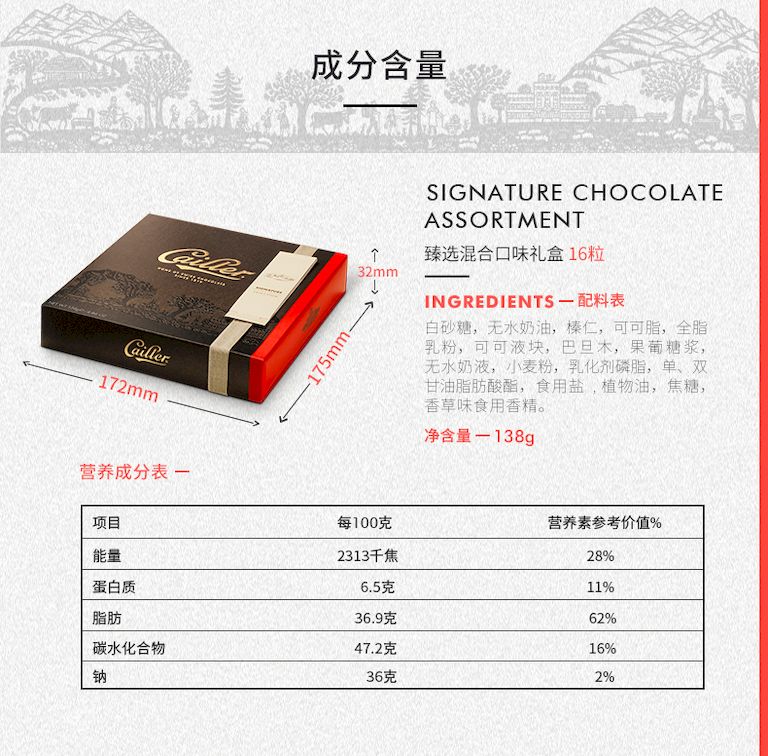 成分含量
SIGNATURE CHOCOLATE
ASSORTMENT
臻选混合口味礼盒 16粒
INGREDIENTS — 配料表
白砂糖，无水奶油，榛仁，可可脂，全脂
乳粉，可可液块，巴旦木，果葡糖浆，
无水奶液，小麦粉，乳化剂磷脂，单、双
甘油脂肪酸酯，食用盐，植物油，焦糖，
香草味食用香精。
净含量 — 138g
Cailler
SIGNATURE
Cailler
32mm
175mm
172mm
营养成分表 —
项目 每100克 营养素参考价值%
能量 2313千焦 28%
蛋白质 6.5克 11%
脂肪 36.9克 62%
碳水化合物 47.2克 16%
钠 36克 2%